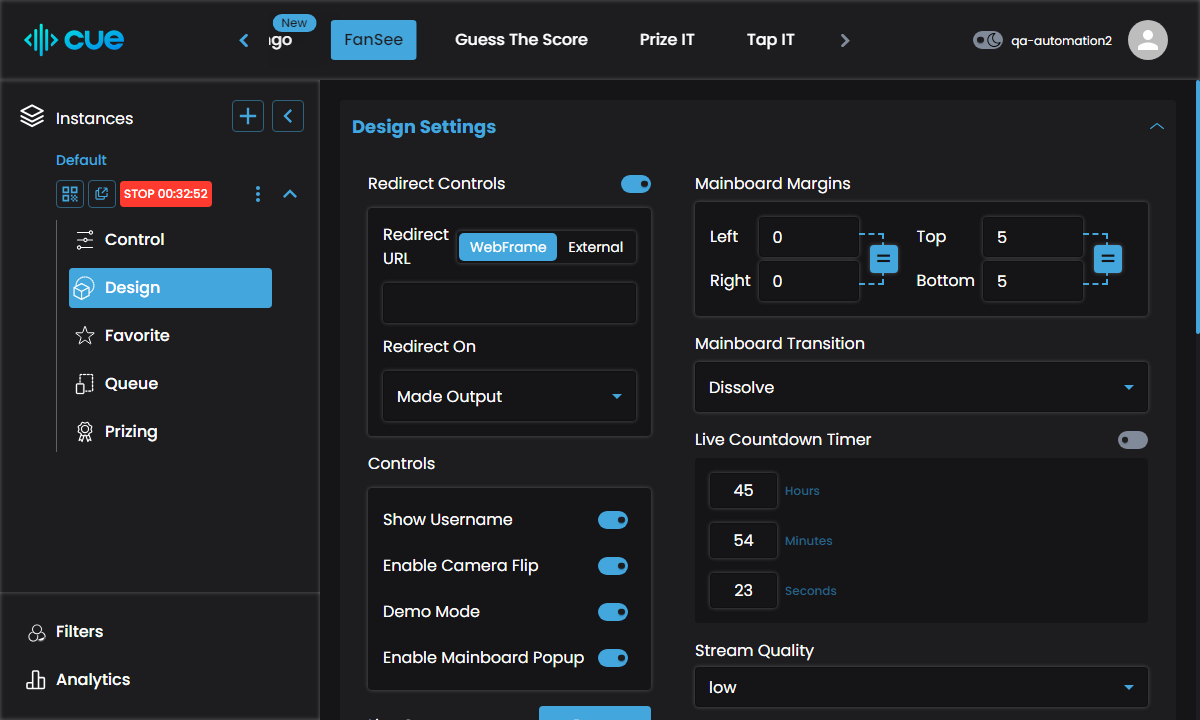 cue
New
FanSee
Guess The Score
Prize IT
Tap IT
qa-automation2
Instances
Default
STOP 00:32:52
Control
Design
Favorite
Queue
Prizing
Filters
Analytics
Design Settings
Redirect Controls
Redirect
URL
WebFrame
External
Redirect On
Made Output
Controls
Show Username
Enable Camera Flip
Demo Mode
Enable Mainboard Popup
Mainboard Margins
Left
0
=
Top
5
=
Right
0
Bottom
5
Mainboard Transition
Dissolve
Live Countdown Timer
45 Hours
54 Minutes
23 Seconds
Stream Quality
low